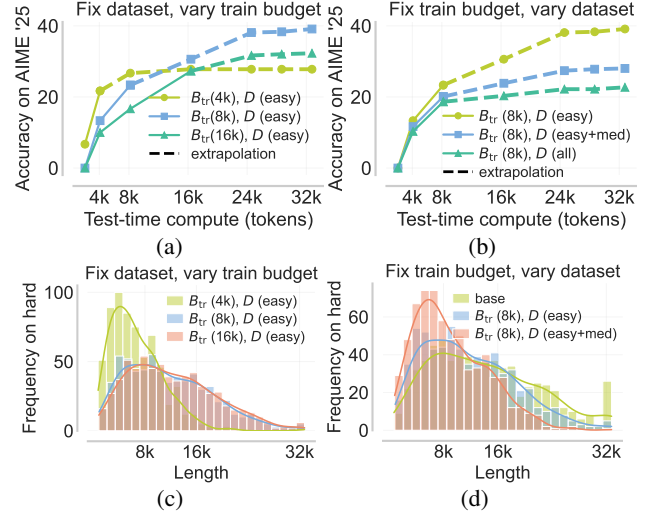 Fix dataset, vary train budget
Accuracy on AIME '25
40
20
0
B_tr(4k), D (easy)
B_tr(8k), D (easy)
B_tr(16k), D (easy)
extrapolation
4k 8k 16k 24k 32k
Test-time compute (tokens)
(a)
Fix train budget, vary dataset
Accuracy on AIME '25
40
20
0
B_tr (8k), D (easy)
B_tr (8k), D (easy+med)
B_tr (8k), D (all)
extrapolation
4k 8k 16k 24k 32k
Test-time compute (tokens)
(b)
Fix dataset, vary train budget
Frequency on hard
100
50
0
B_tr (4k), D (easy)
B_tr (8k), D (easy)
B_tr (16k), D (easy)
8k 16k 32k
Length
(c)
Fix train budget, vary dataset
Frequency on hard
60
40
20
0
base
B_tr (8k), D (easy)
B_tr (8k), D (easy+med)
8k 16k 32k
Length
(d)